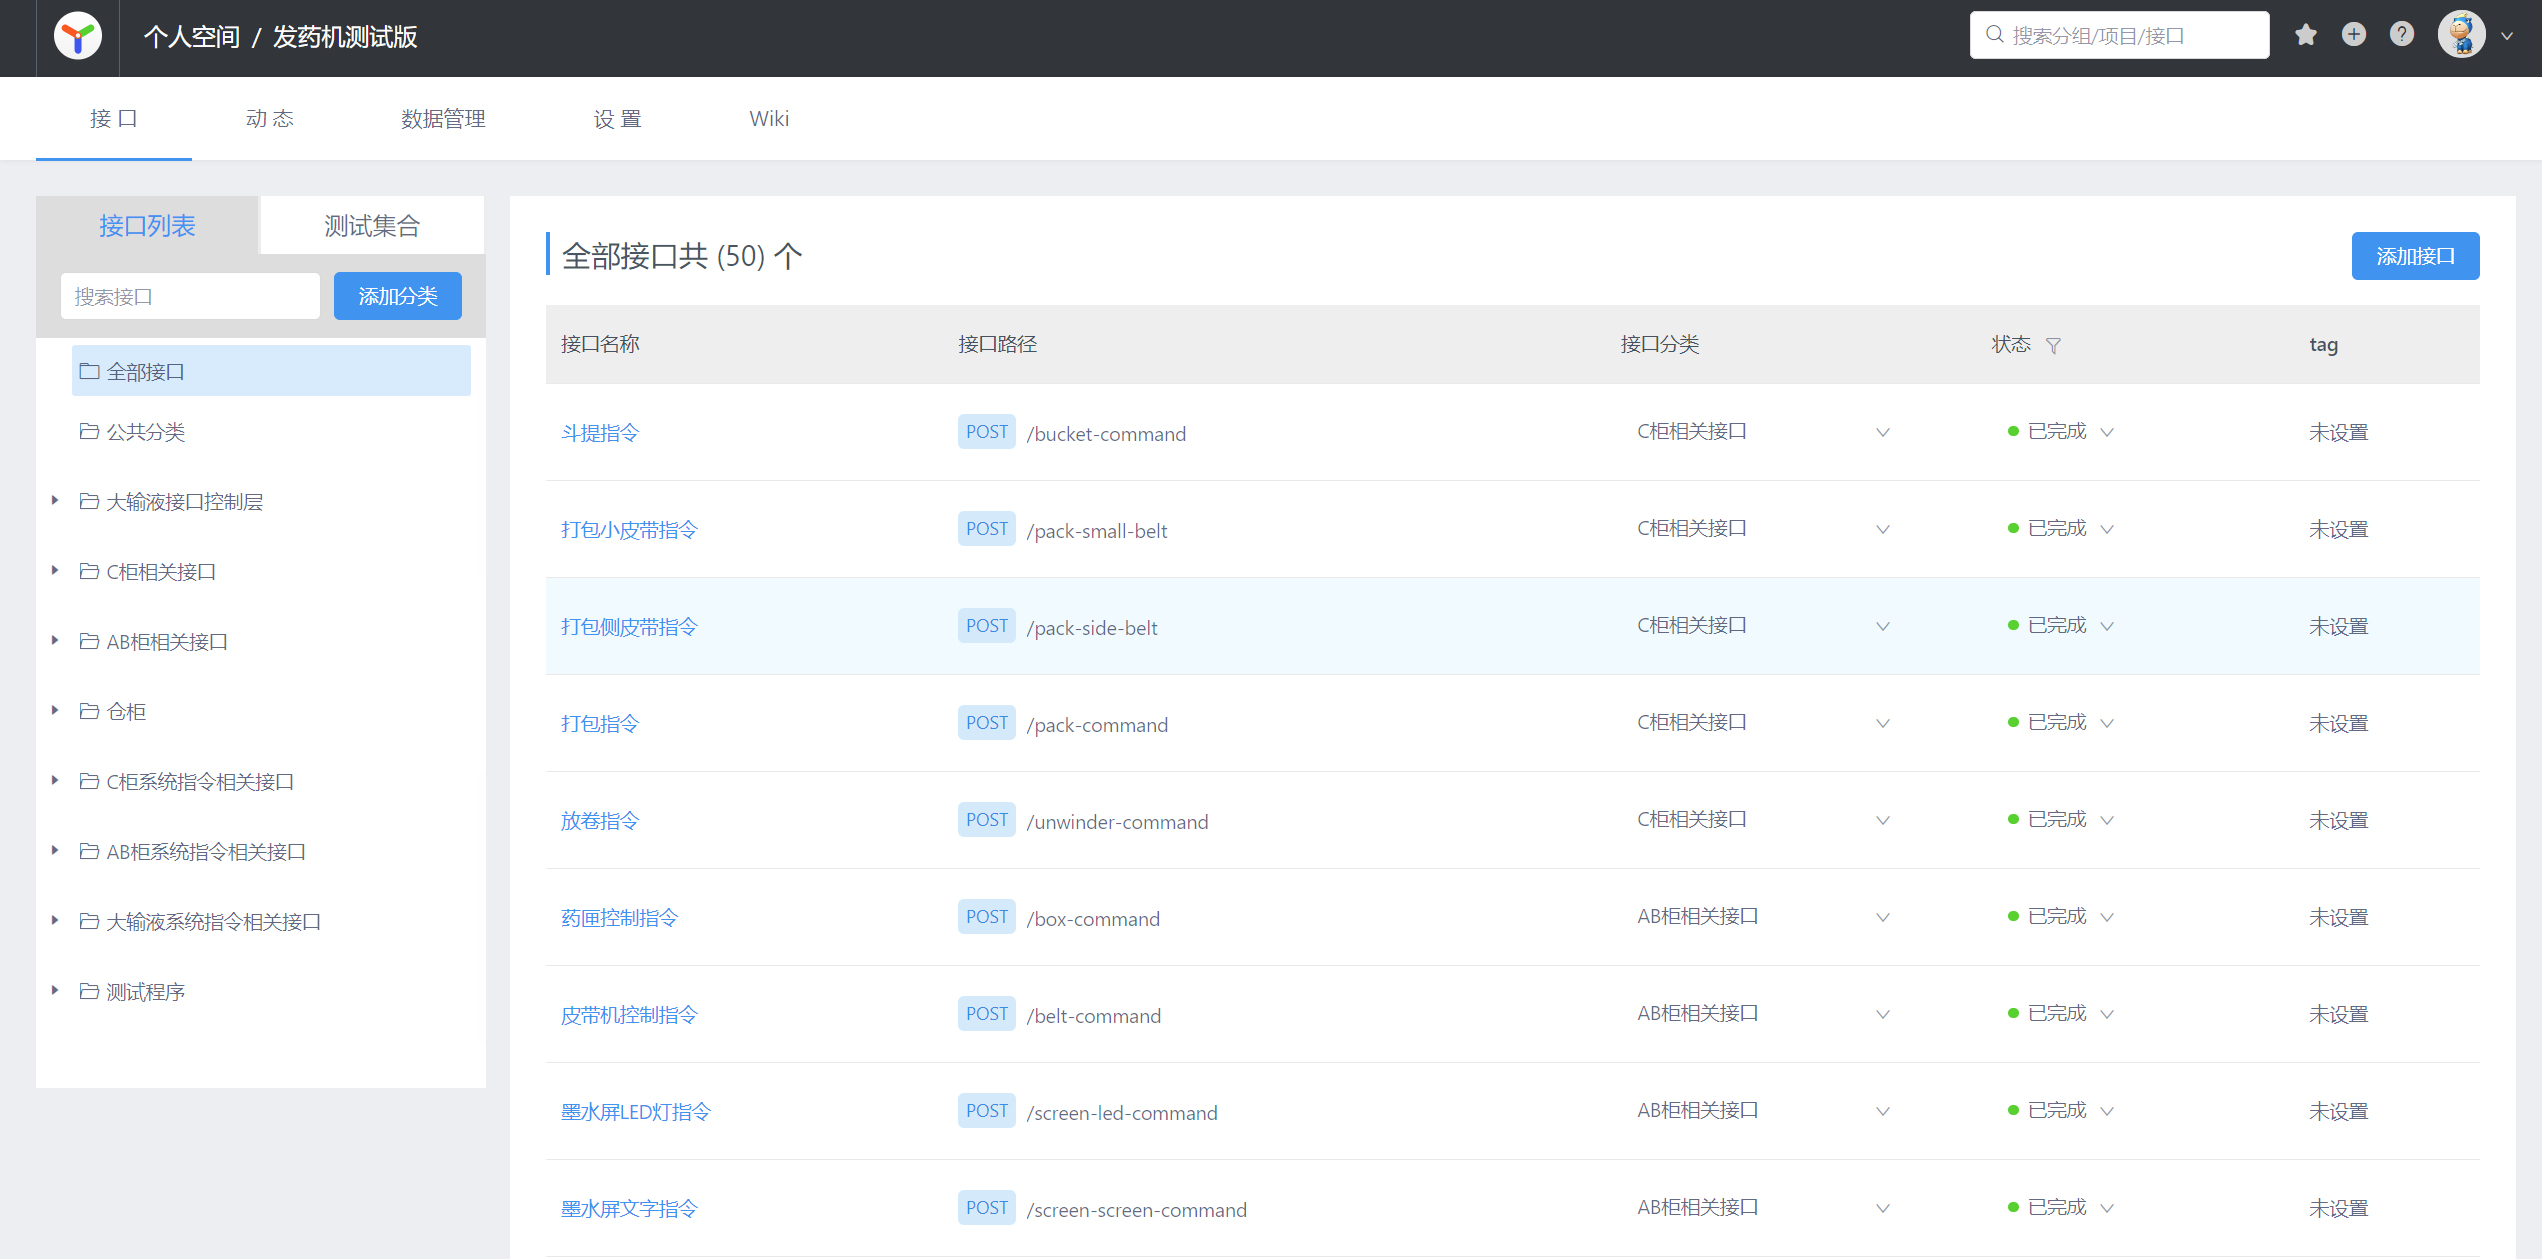 个人空间 / 发药机测试版
搜索分组/项目/接口
接 口
动 态
数据管理
设 置
Wiki
接口列表
测试集合
搜索接口
添加分类
全部接口
公共分类
大输液接口控制层
C柜相关接口
AB柜相关接口
仓柜
C柜系统指令相关接口
AB柜系统指令相关接口
大输液系统指令相关接口
测试程序
全部接口共 (50) 个
添加接口
接口名称 接口路径 接口分类 状态 tag
斗提指令 POST /bucket-command C柜相关接口 已完成 未设置
打包小皮带指令 POST /pack-small-belt C柜相关接口 已完成 未设置
打包侧皮带指令 POST /pack-side-belt C柜相关接口 已完成 未设置
打包指令 POST /pack-command C柜相关接口 已完成 未设置
放卷指令 POST /unwinder-command C柜相关接口 已完成 未设置
药匣控制指令 POST /box-command AB柜相关接口 已完成 未设置
皮带机控制指令 POST /belt-command AB柜相关接口 已完成 未设置
墨水屏LED灯指令 POST /screen-led-command AB柜相关接口 已完成 未设置
墨水屏文字指令 POST /screen-screen-command AB柜相关接口 已完成 未设置